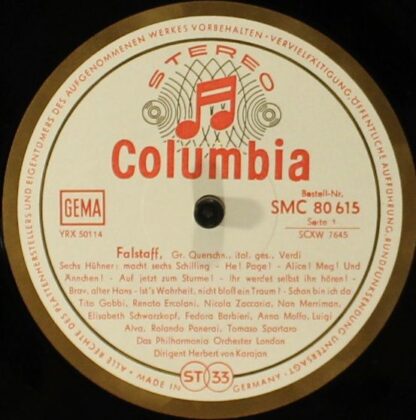 ALLE RECHTE DES PLATTENHERSTELLERS UND EIGENTÜMERS DES AUFGENOMMENEN WERKES VORBEHALTEN · VERVIELFÄLTIGUNG · ÖFFENTLICHE AUFFÜHRUNG · RUNDFUNKSENDUNG UNTERSAGT ·
STEREO
Columbia
GEMA
YRX 50114
Bestell-Nr.
SMC 80 615
Seite 1
SCXW 7645
Falstaff, Gr. Querschn., ital. ges., Verdi
Sechs Hühner: macht sechs Schilling - He! Page! - Alice! Meg! Und
Ännchen! - Auf jetzt zum Sturme! - Ihr werdet selbst ihn hören! -
Brav, alter Hans - Ist's Wahrheit, nicht bloß ein Traum? - Schon bin ich da
Tito Gobbi, Renato Ercolani, Nicola Zaccaria, Nan Merriman,
Elisabeth Schwarzkopf, Fedora Barbieri, Anna Moffo, Luigi
Alva, Rolando Panerai, Tomaso Spataro
Das Philharmonia Orchester London
Dirigent Herbert von Karajan
MADE IN GERMANY
ST 33